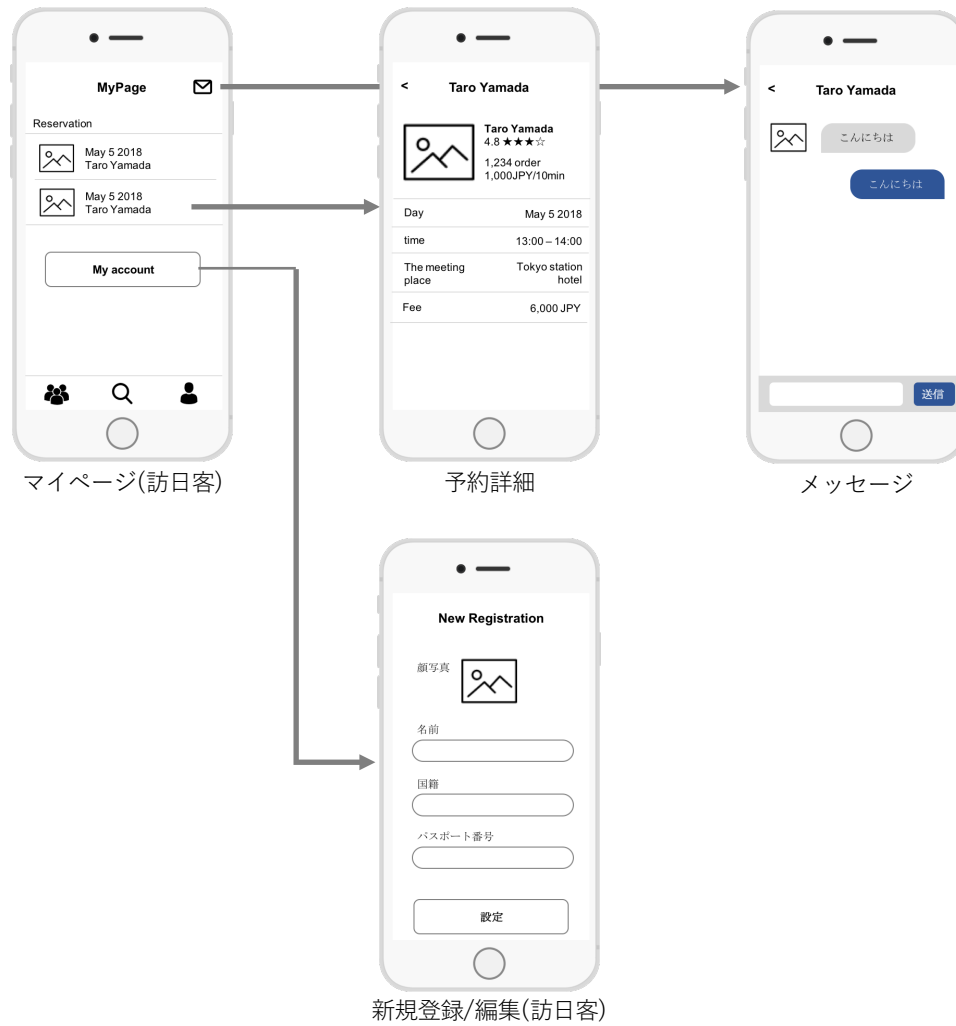 MyPage
Reservation
May 5 2018
Taro Yamada
May 5 2018
Taro Yamada
My account
マイページ(訪日客)
<
Taro Yamada
Taro Yamada
4.8 ★★★☆
1,234 order
1,000JPY/10min
Day
May 5 2018
time
13:00 – 14:00
The meeting
place
Tokyo station
hotel
Fee
6,000 JPY
予約詳細
<
Taro Yamada
こんにちは
こんにちは
送信
メッセージ
New Registration
顔写真
名前
国籍
パスポート番号
設定
新規登録/編集(訪日客)